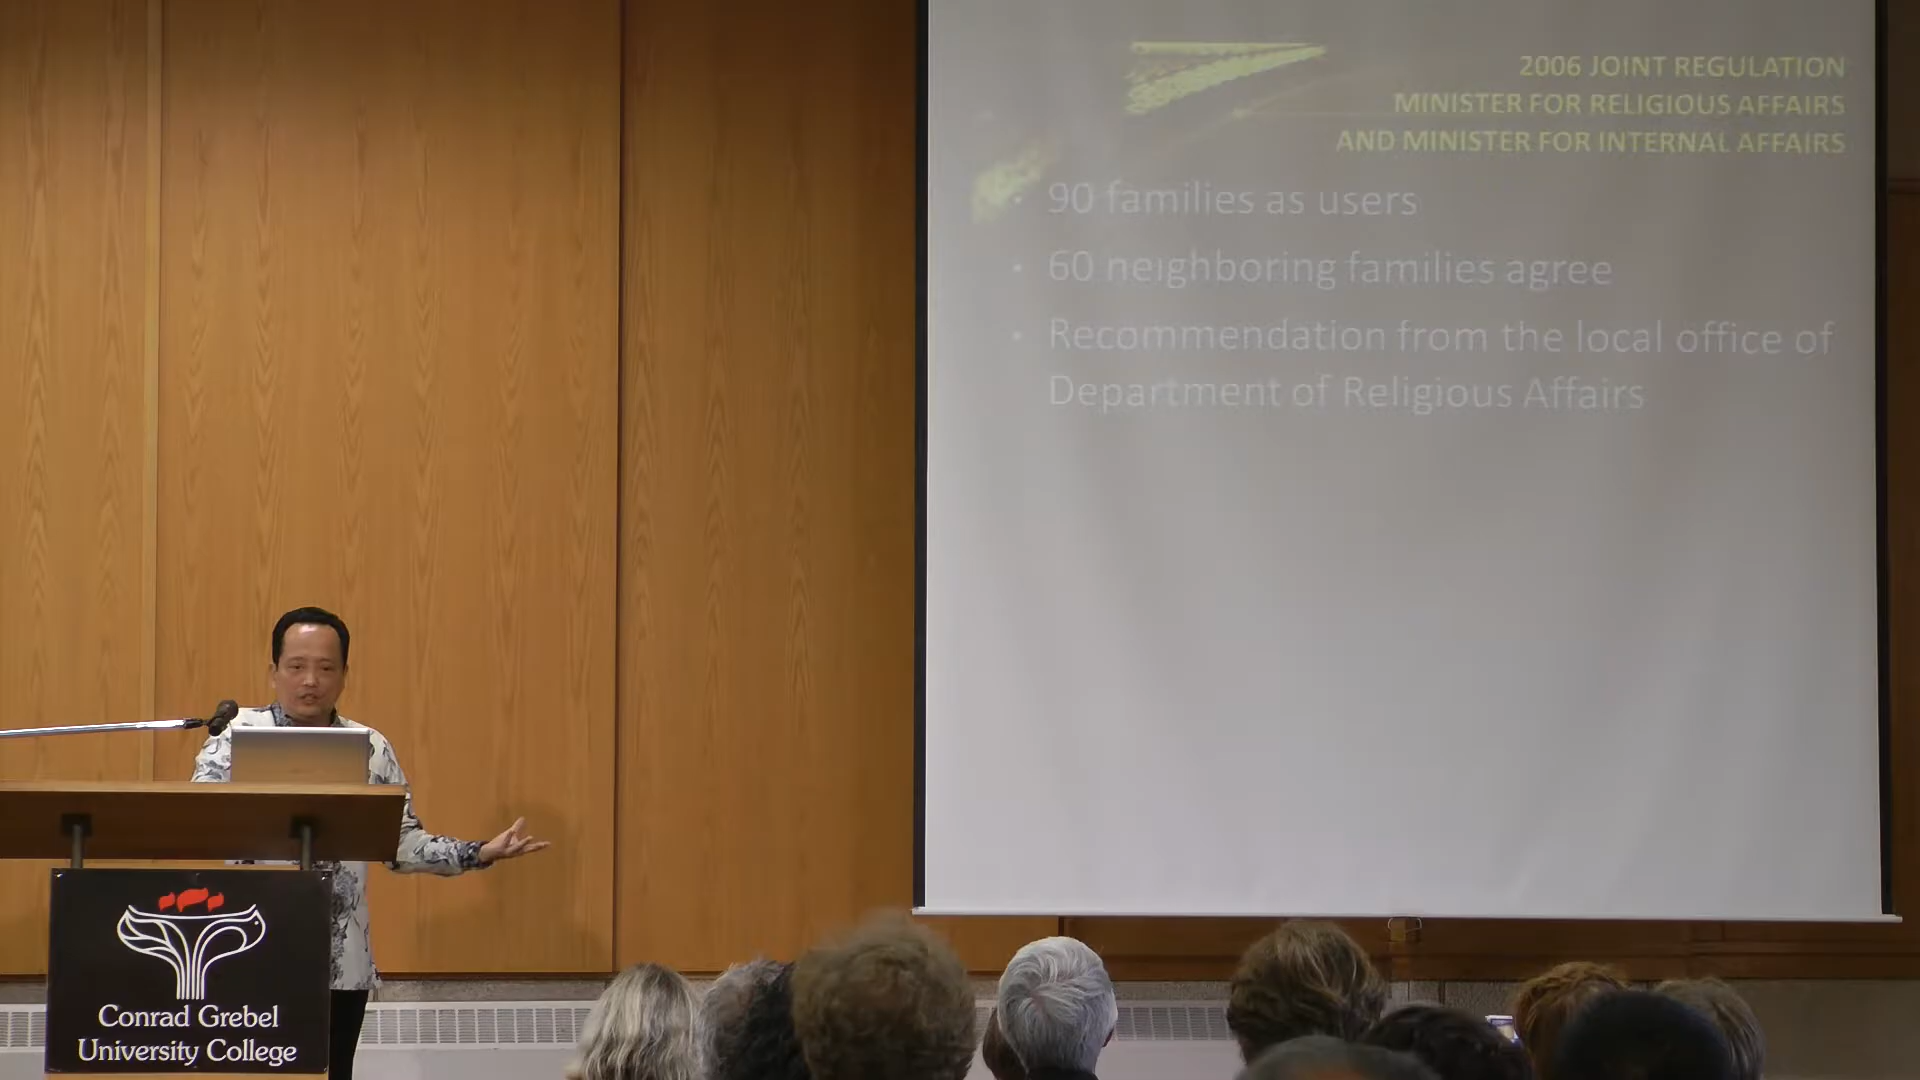 2006 JOINT REGULATION
MINISTER FOR RELIGIOUS AFFAIRS
AND MINISTER FOR INTERNAL AFFAIRS
• 90 families as users
• 60 neighboring families agree
• Recommendation from the local office of
Department of Religious Affairs
Conrad Grebel
University College